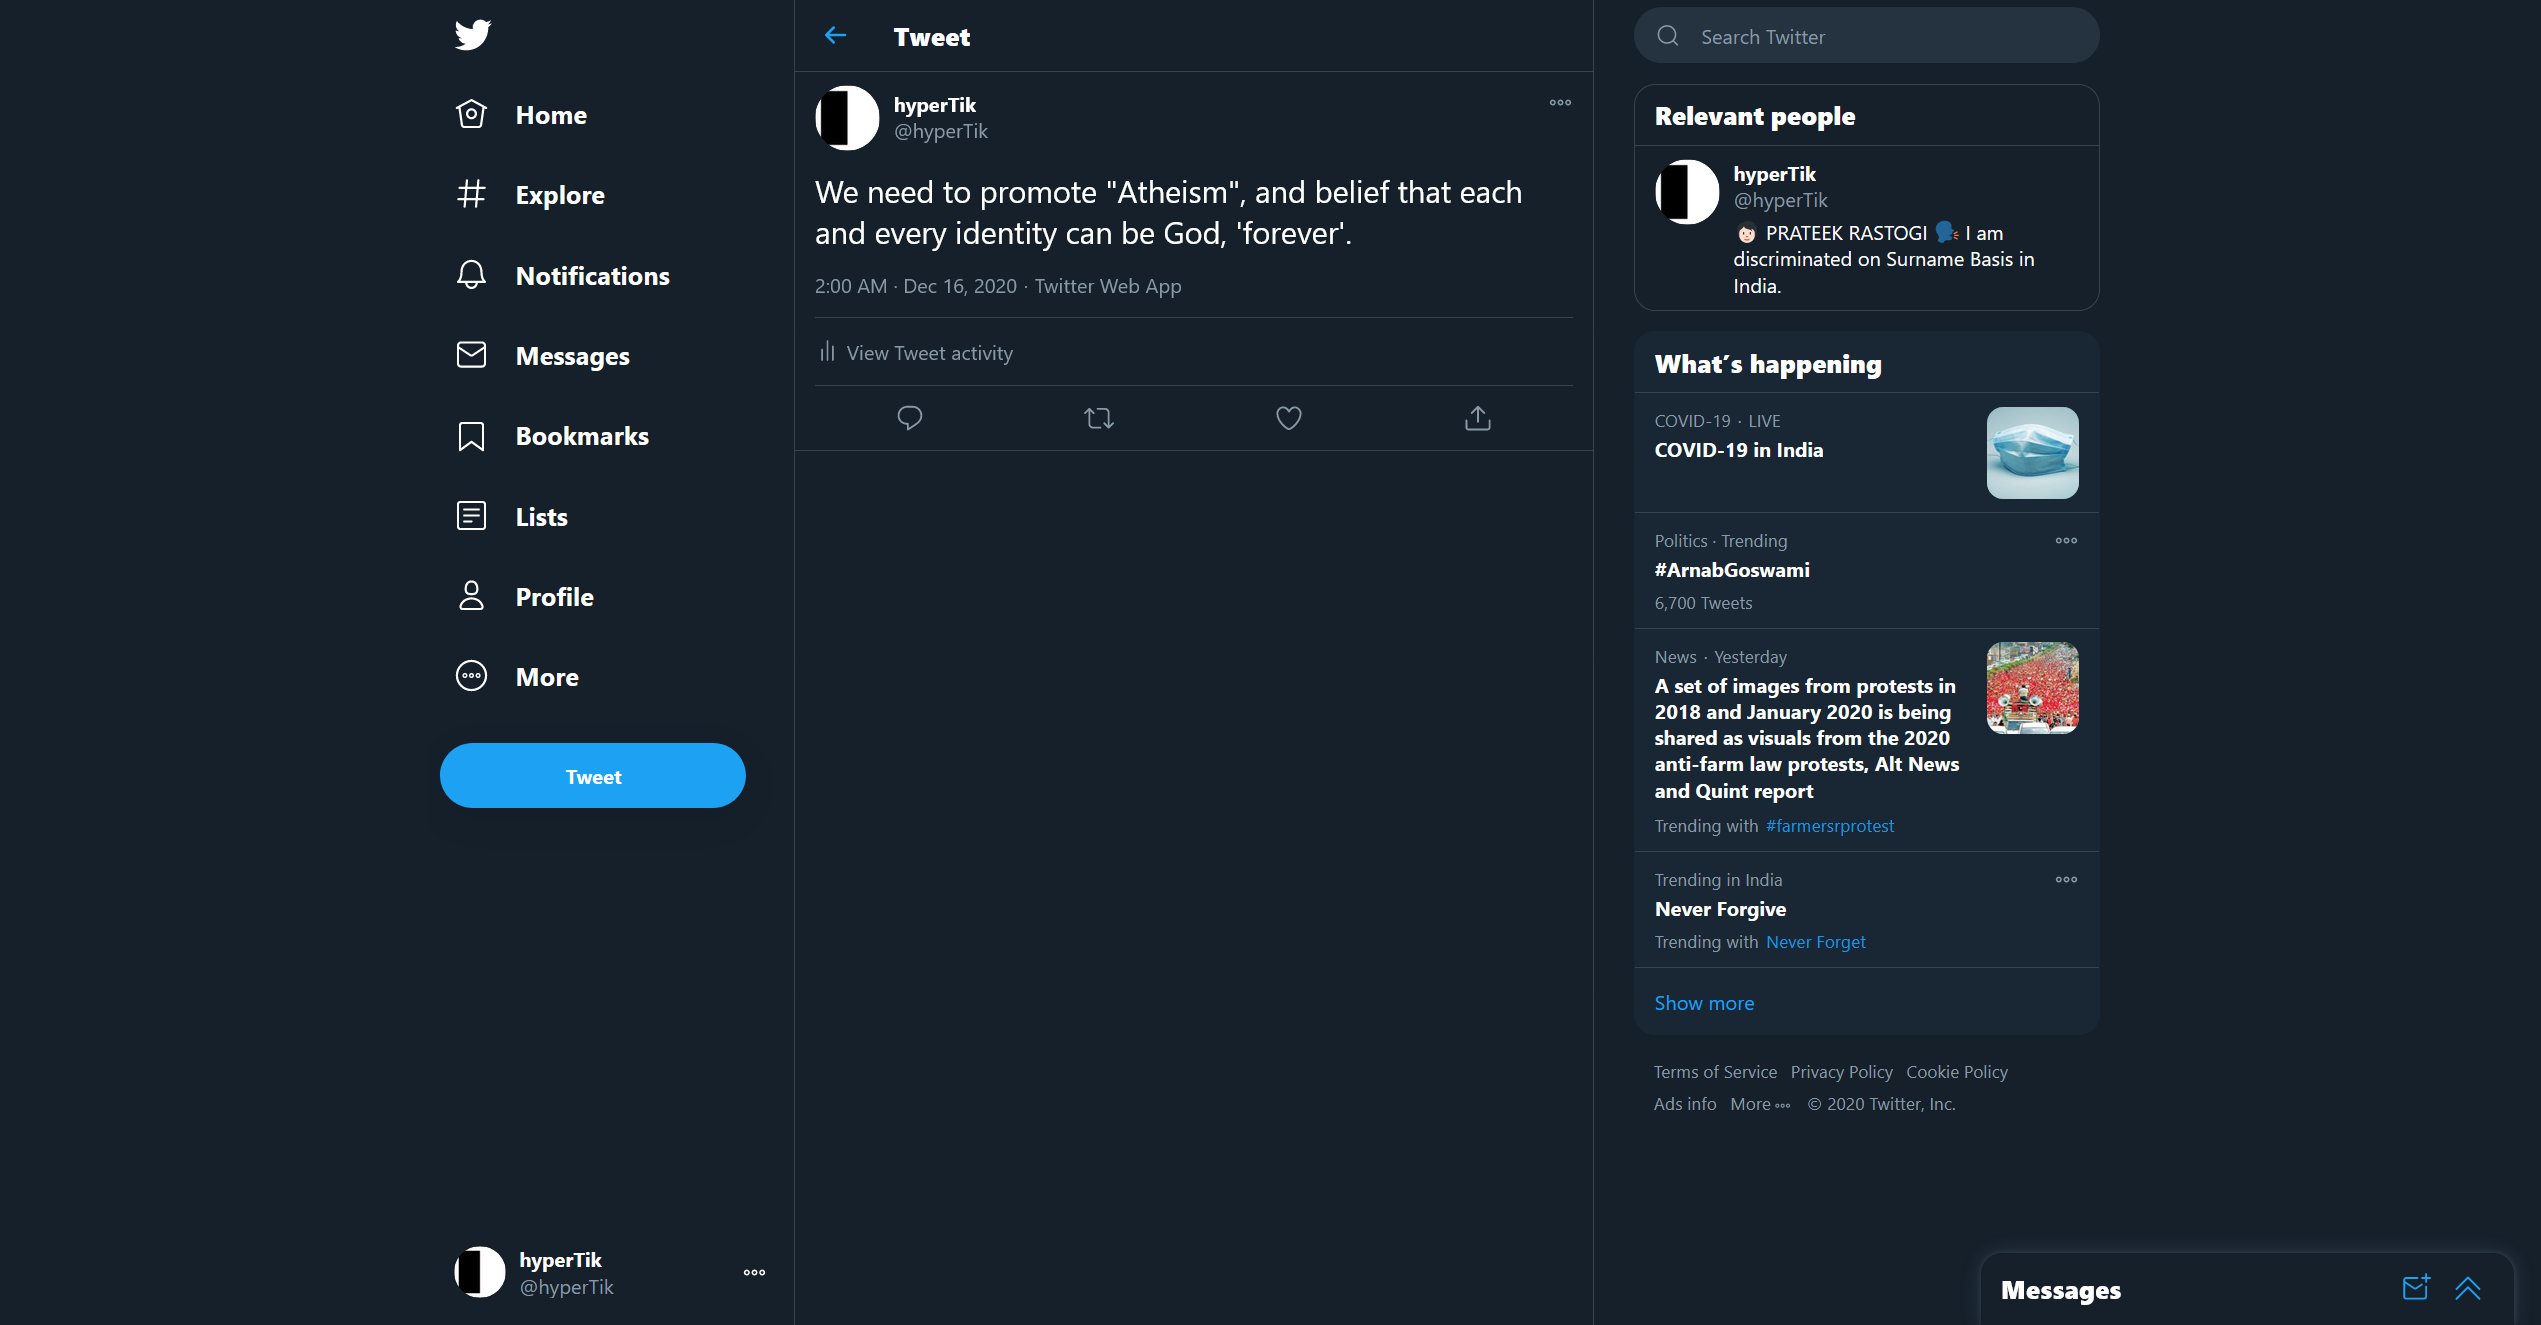 Home
Explore
Notifications
Messages
Bookmarks
Lists
Profile
More
Tweet
hyperTik
@hyperTik
Tweet
hyperTik
@hyperTik
We need to promote "Atheism", and belief that each
and every identity can be God, 'forever'.
2:00 AM · Dec 16, 2020 · Twitter Web App
View Tweet activity
Search Twitter
Relevant people
hyperTik
@hyperTik
PRATEEK RASTOGI I am
discriminated on Surname Basis in
India.
What's happening
COVID-19 · LIVE
COVID-19 in India
Politics · Trending
#ArnabGoswami
6,700 Tweets
News · Yesterday
A set of images from protests in
2018 and January 2020 is being
shared as visuals from the 2020
anti-farm law protests, Alt News
and Quint report
Trending with #farmersrprotest
Trending in India
Never Forgive
Trending with Never Forget
Show more
Terms of Service Privacy Policy Cookie Policy
Ads info More © 2020 Twitter, Inc.
Messages